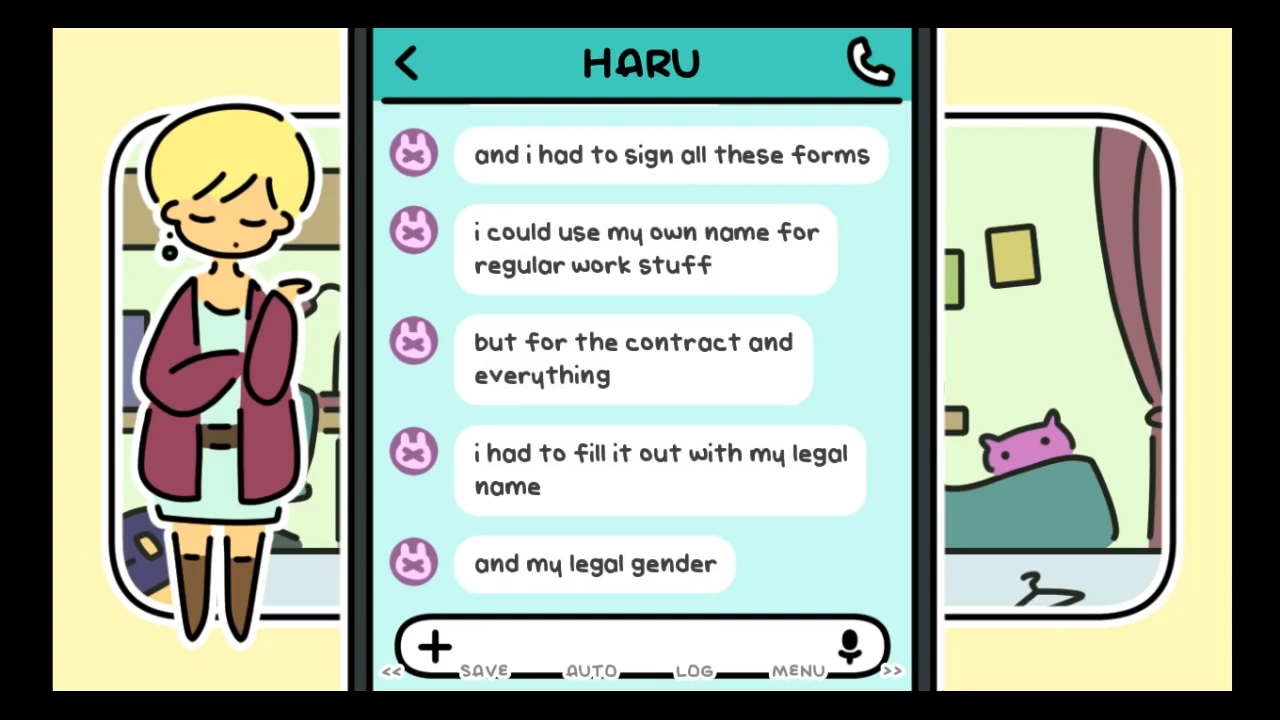 HARU
and i had to sign all these forms
i could use my own name for
regular work stuff
but for the contract and
everything
i had to fill it out with my legal
name
and my legal gender
<< SAVE AUTO LOG MENU >>